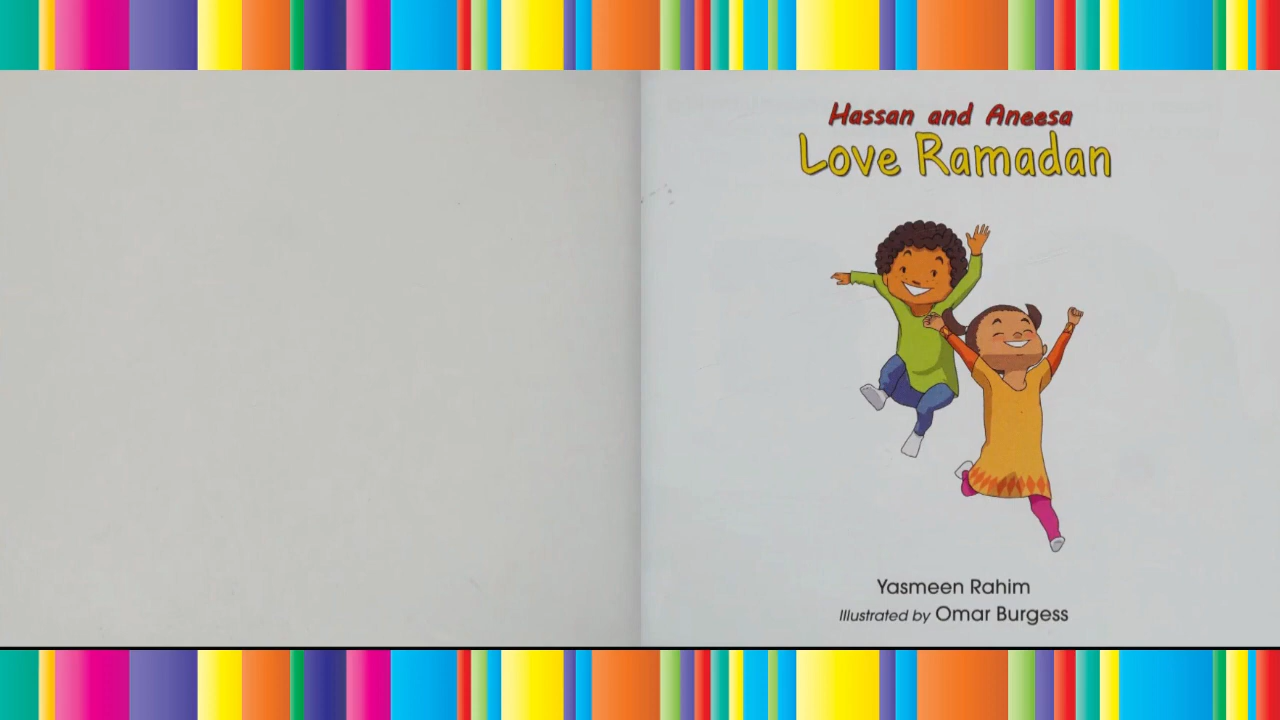 Hassan and Aneesa
Love Ramadan
Yasmeen Rahim
Illustrated by Omar Burgess